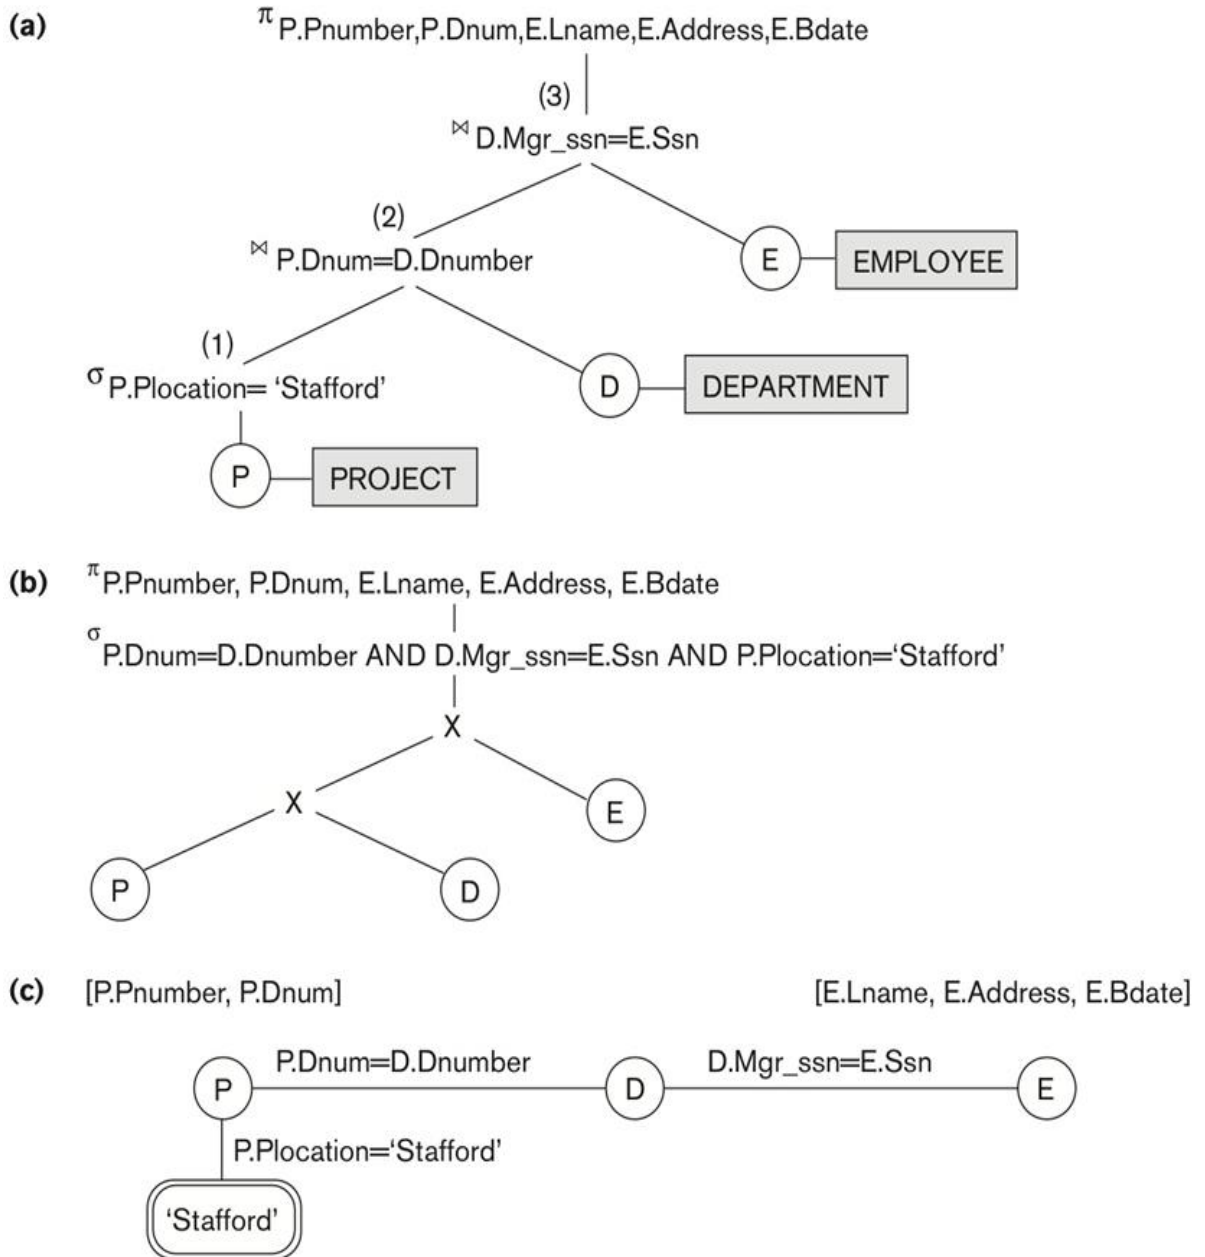 (a)
π P.Pnumber,P.Dnum,E.Lname,E.Address,E.Bdate
(3)
⋈ D.Mgr_ssn=E.Ssn
(2)
⋈ P.Dnum=D.Dnumber
E
EMPLOYEE
(1)
σ P.Plocation= ‘Stafford’
D
DEPARTMENT
P
PROJECT
(b)
π P.Pnumber, P.Dnum, E.Lname, E.Address, E.Bdate
σ P.Dnum=D.Dnumber AND D.Mgr_ssn=E.Ssn AND P.Plocation=‘Stafford’
X
X
E
P
D
(c)
[P.Pnumber, P.Dnum]
[E.Lname, E.Address, E.Bdate]
P
P.Dnum=D.Dnumber
D
D.Mgr_ssn=E.Ssn
E
P.Plocation=‘Stafford’
‘Stafford’